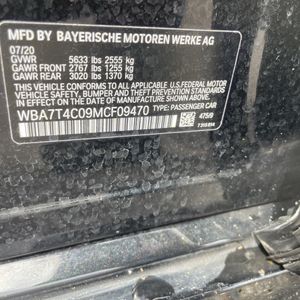 MFD BY BAYERISCHE MOTOREN WERKE AG
07/20
GVWR 5633 lbs 2555 kg
GAWR FRONT 2767 lbs 1255 kg
GAWR REAR 3020 lbs 1370 kg
THIS VEHICLE CONFORMS TO ALL APPLICABLE
U.S. FEDERAL MOTOR VEHICLE
SAFETY, BUMPER AND THEFT PREVENTION
STANDARDS IN EFFECT ON THE DATE OF
MANUFACTURE SHOWN ABOVE.
WBA7T4C09MCF09470 TYPE: PASSENGER CAR
475/9